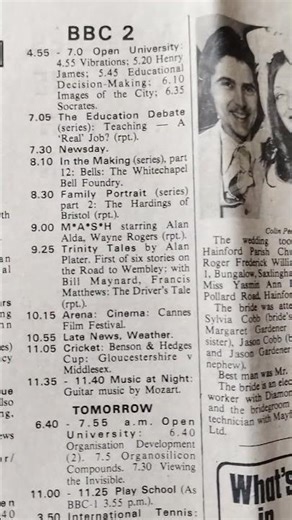 BBC 2
4.55 - 7.0 Open University:
4.55 Vibrations; 5.20 Henry
James; 5.45 Educational
Decision-Making; 6.10
Images of the City; 6.35
Socrates.
7.05 The Education Debate
(series): Teaching — A
'Real' Job? (rpt.).
7.30 Newsday.
8.10 In the Making (series), part
12: Bells: The Whitechapel
Bell Foundry.
8.30 Family Portrait (series)
part 2: The Hardings of
Bristol (rpt.).
9.00 M*A*S*H starring Alan
Alda, Wayne Rogers (rpt.).
9.25 Trinity Tales by Alan
Plater. First of six stories on
the Road to Wembley; with
Bill Maynard, Francis
Matthews: The Driver's Tale
(rpt.).
10.15 Arena: Cinema: Cannes
Film Festival.
10.55 Late News, Weather.
11.05 Cricket: Benson & Hedges
Cup: Gloucestershire v
Middlesex.
11.35 - 11.40 Music at Night:
Guitar music by Mozart.
TOMORROW
6.40 - 7.55 a.m. Open
University: 6.40
Organisation Development
(2). 7.5 Organosilicon
Compounds. 7.30 Viewing
the Invisible.
11.00 - 11.25 Play School (As
BBC-1 3.55 p.m.).
3.50 International Tennis:
Colin
The wedding
Hainford Parish
Roger Frederick
1, Bungalow,
Miss Yasmin
Pollard Road, Hainford
The bride was
Sylvia Cobb (bride's
Margaret Gardener
sister), Jason Cobb
and Jason Gardener
nephew).
Best man was Mr.
The bride is an
worker with
and the bridegroom
technician with
Ltd.
What's
in